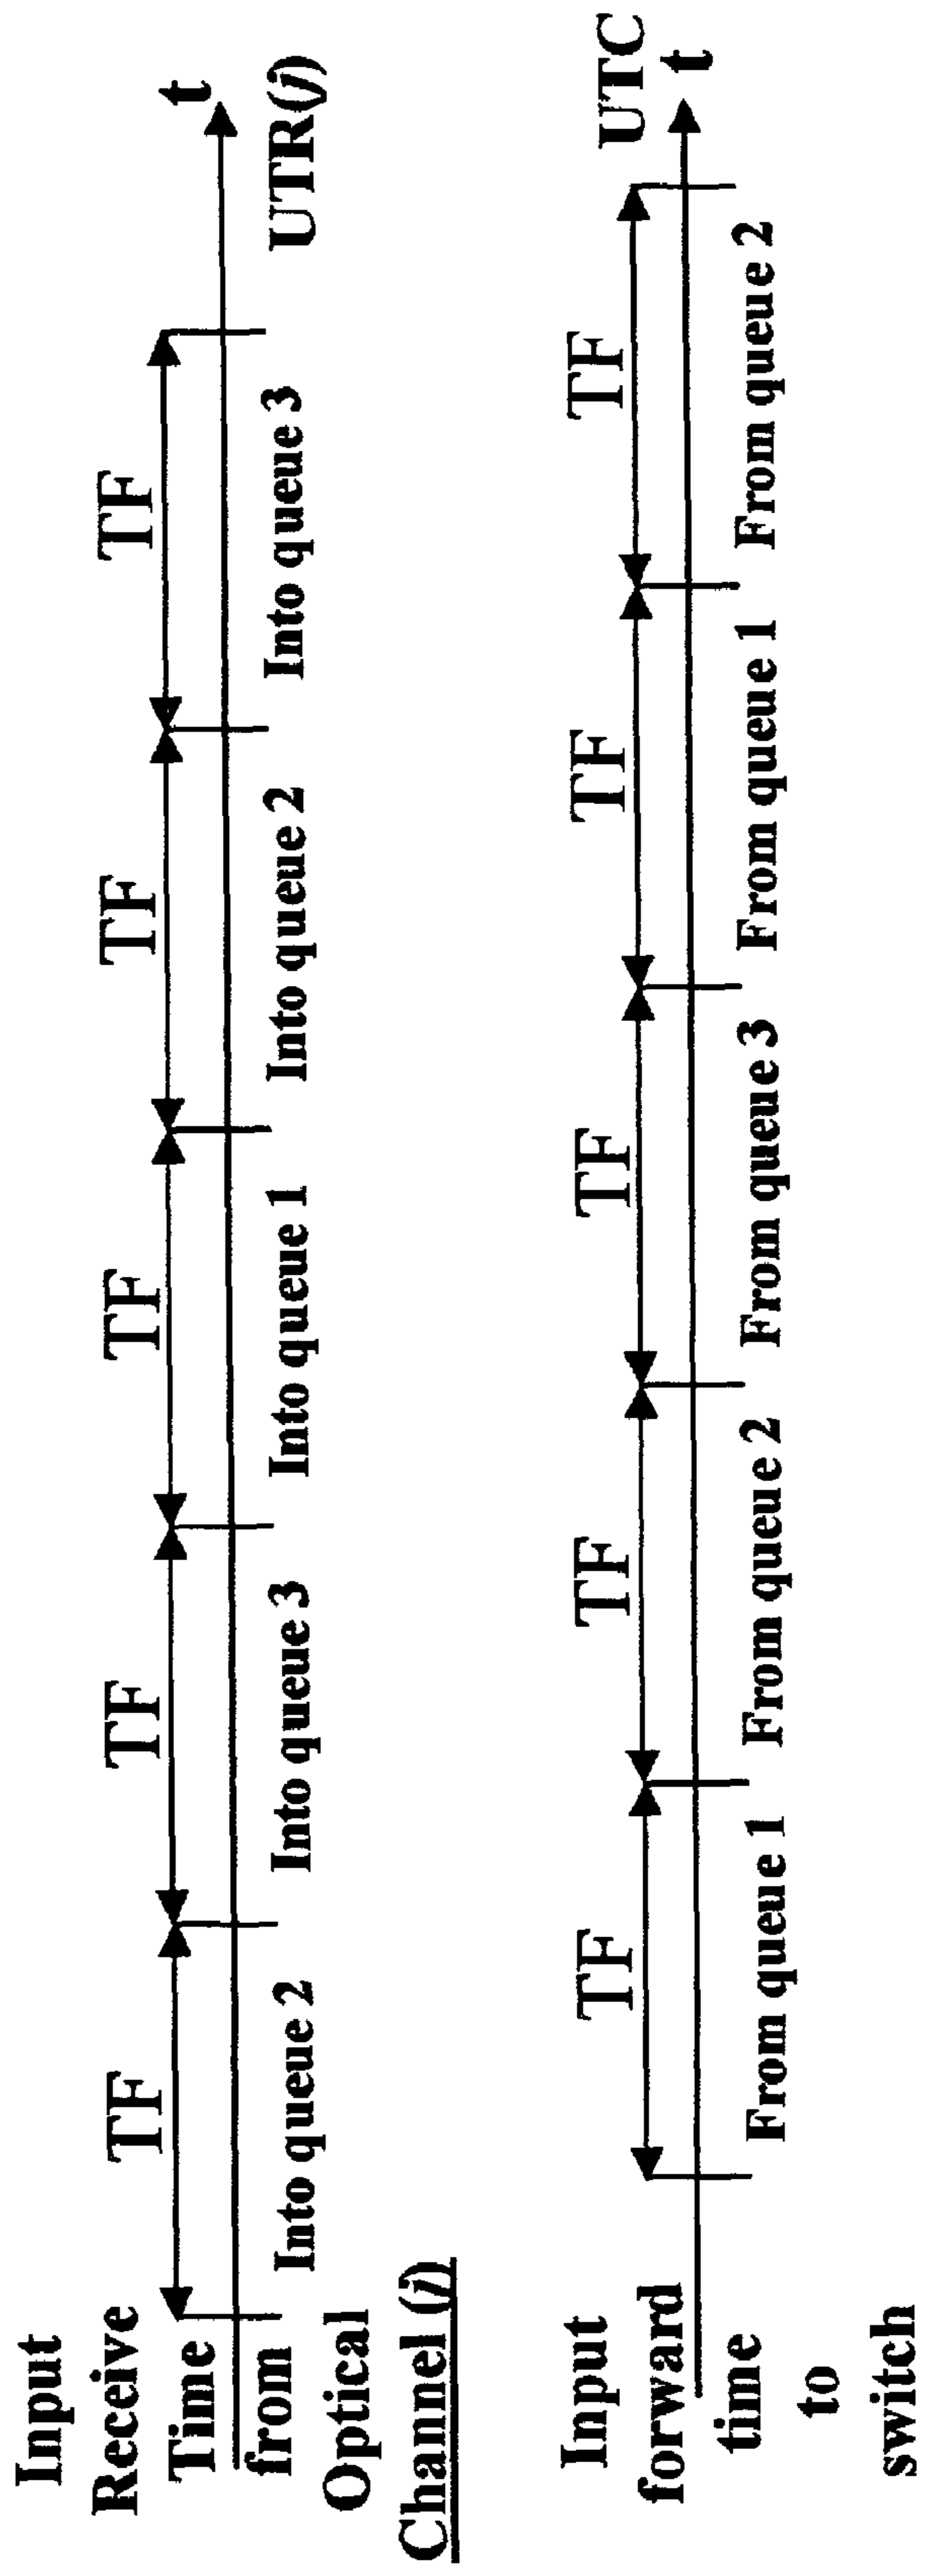 Input
Receive
Time
from
Optical
Channel (j)
TF TF TF TF TF
t
Into queue 2 Into queue 3 Into queue 1 Into queue 2 Into queue 3
UTR(j)
Input
forward
time
to
switch
TF TF TF TF TF
UTC
t
From queue 1 From queue 2 From queue 3 From queue 1 From queue 2